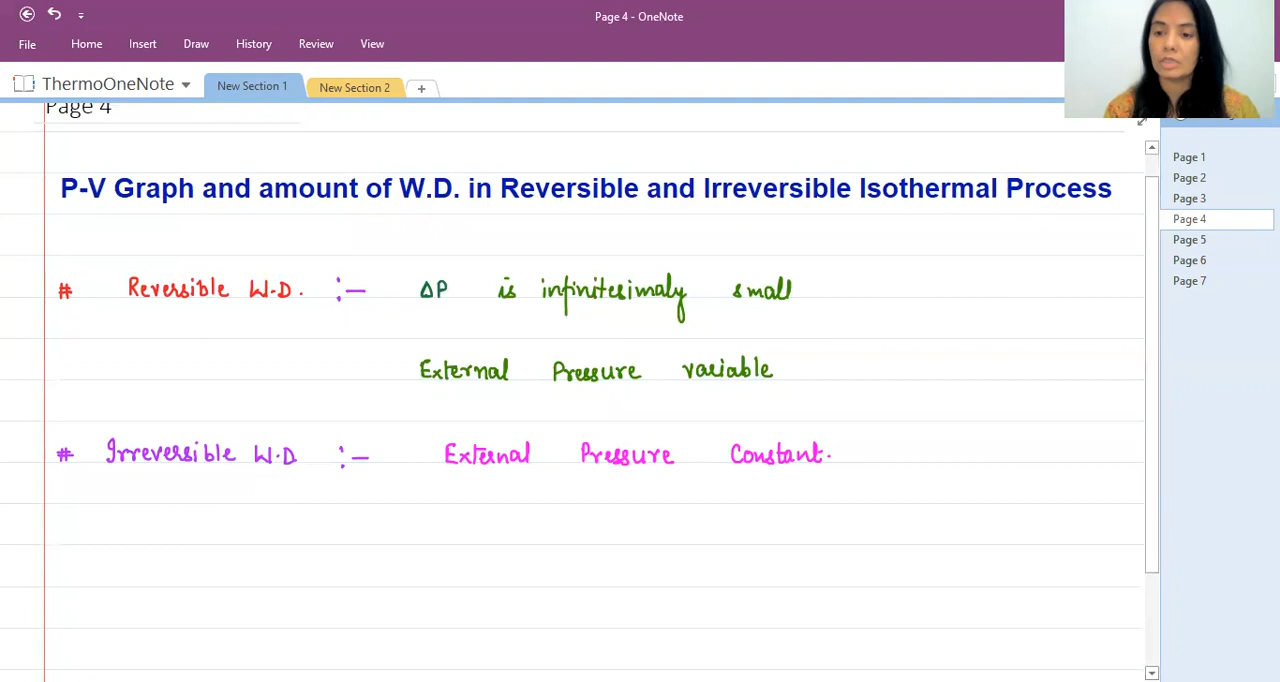 Page 4 - OneNote
File Home Insert Draw History Review View
ThermoOneNote New Section 1 New Section 2 +
Page 4
P-V Graph and amount of W.D. in Reversible and Irreversible Isothermal Process
# Reversible W.D. :- ΔP is infinitesimaly small
External Pressure variable
# Irreversible W.D :- External Pressure Constant.
Page 1
Page 2
Page 3
Page 4
Page 5
Page 6
Page 7